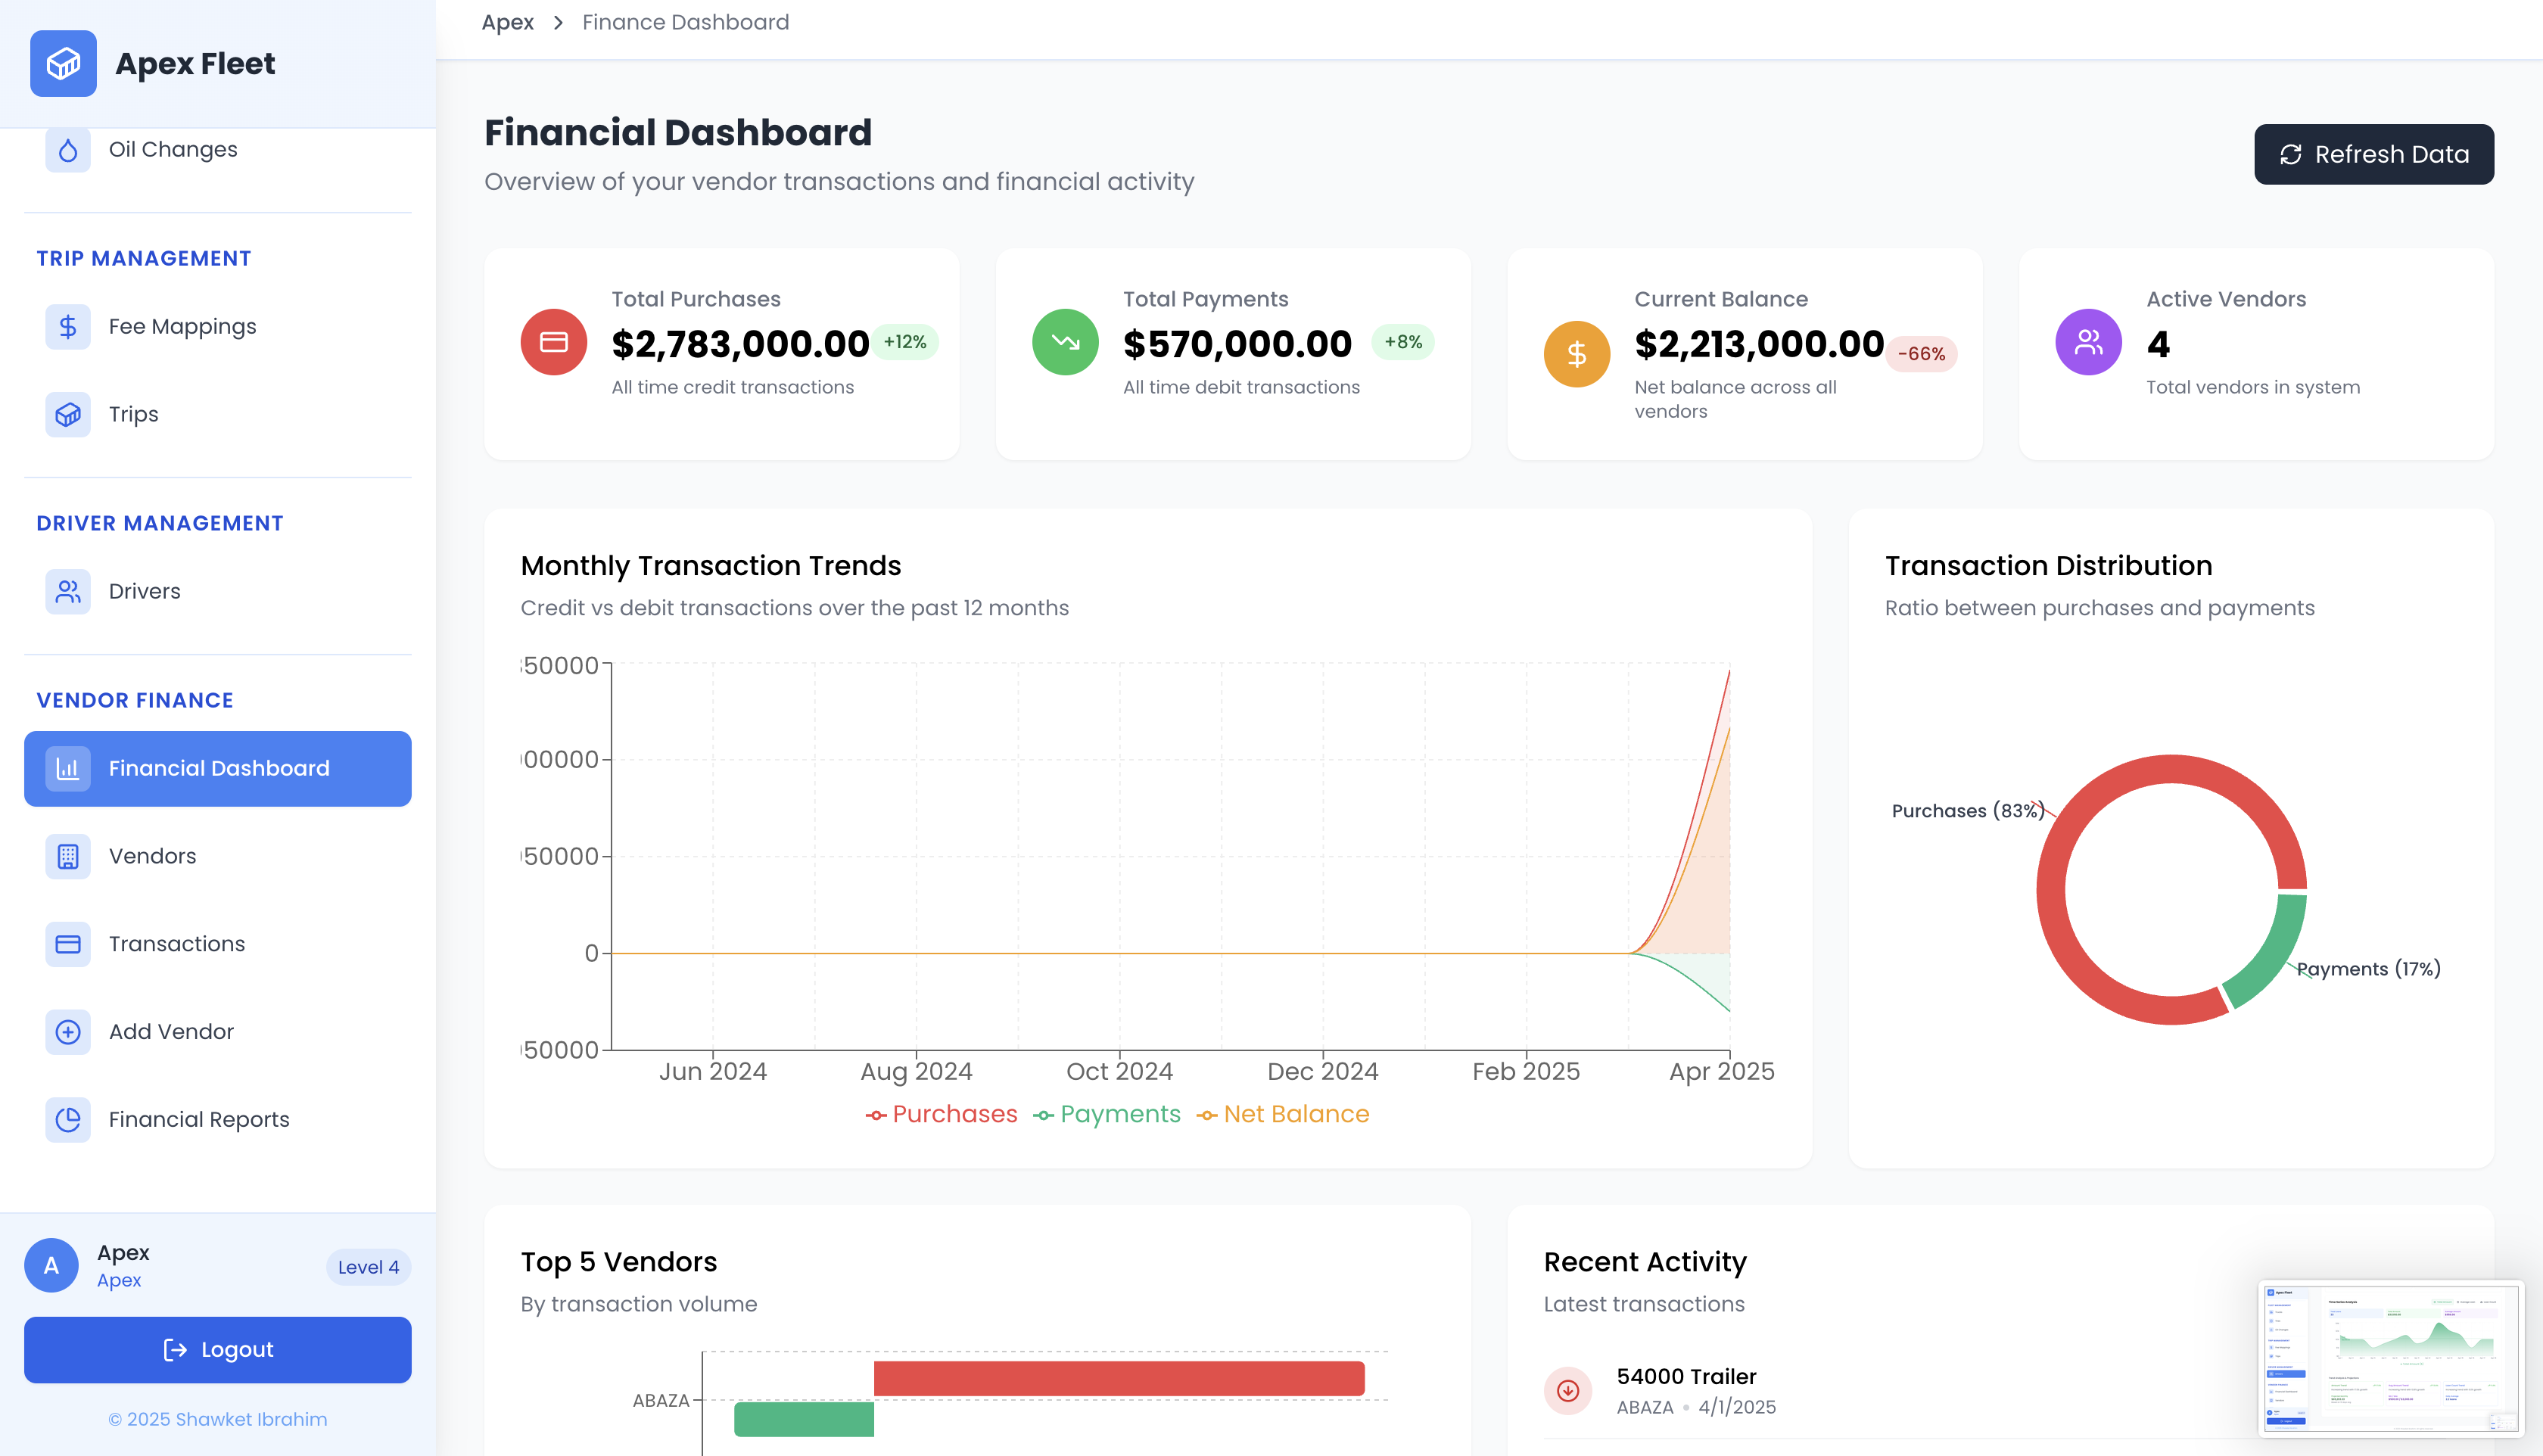 Apex Fleet
Oil Changes
TRIP MANAGEMENT
Fee Mappings
Trips
DRIVER MANAGEMENT
Drivers
VENDOR FINANCE
Financial Dashboard
Vendors
Transactions
Add Vendor
Financial Reports
A
Apex
Apex
Level 4
Logout
© 2025 Shawket Ibrahim
Apex > Finance Dashboard
Financial Dashboard
Overview of your vendor transactions and financial activity
Refresh Data
Total Purchases
$2,783,000.00
+12%
All time credit transactions
Total Payments
$570,000.00
+8%
All time debit transactions
Current Balance
$2,213,000.00
-66%
Net balance across all
vendors
Active Vendors
4
Total vendors in system
Monthly Transaction Trends
Credit vs debit transactions over the past 12 months
50000
00000
50000
0
50000
Jun 2024
Aug 2024
Oct 2024
Dec 2024
Feb 2025
Apr 2025
Purchases
Payments
Net Balance
Transaction Distribution
Ratio between purchases and payments
Purchases (83%)
Payments (17%)
Top 5 Vendors
By transaction volume
ABAZA
Recent Activity
Latest transactions
54000 Trailer
ABAZA • 4/1/2025